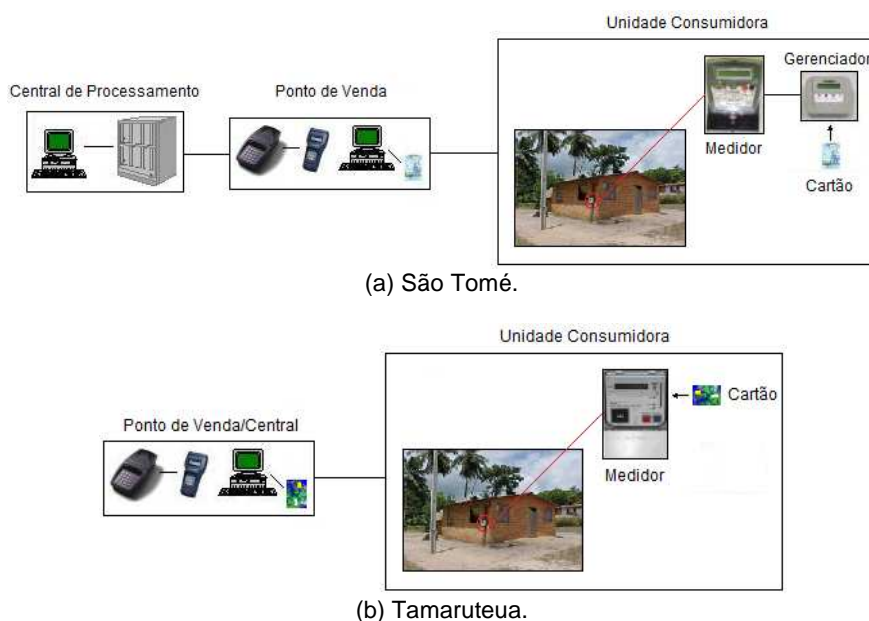 Unidade Consumidora
Gerenciador
Central de Processamento
Ponto de Venda
Medidor
Cartão
(a) São Tomé.
Unidade Consumidora
Cartão
Ponto de Venda/Central
Medidor
(b) Tamaruteua.